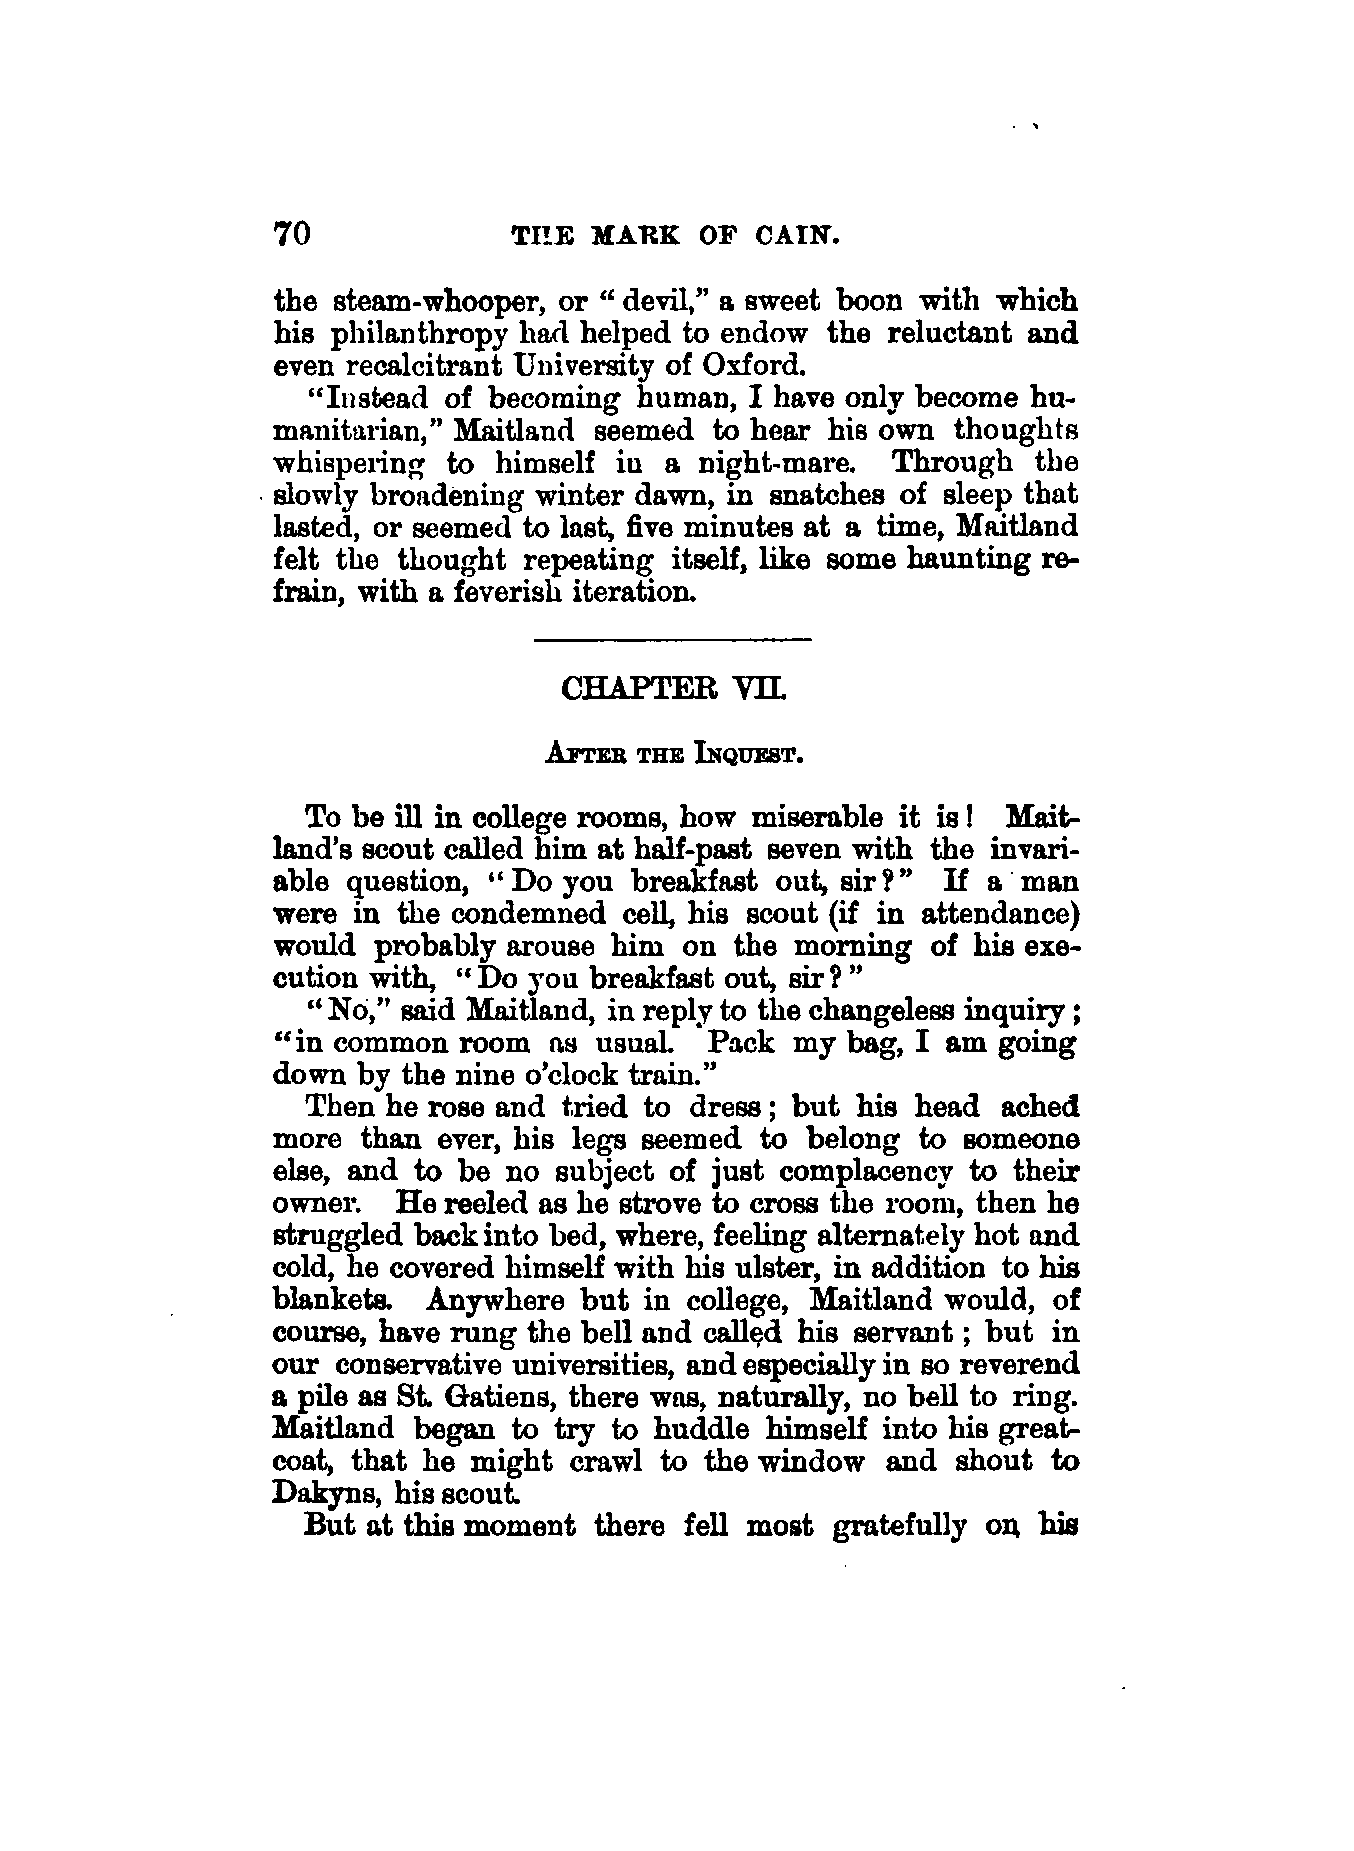 70 THE MARK OF CAIN.
the steam-whooper, or “devil,” a sweet boon with which
his philanthropy had helped to endow the reluctant and
even recalcitrant University of Oxford.
“Instead of becoming human, I have only become hu-
manitarian,” Maitland seemed to hear his own thoughts
whispering to himself in a night-mare. Through the
slowly broadening winter dawn, in snatches of sleep that
lasted, or seemed to last, five minutes at a time, Maitland
felt the thought repeating itself, like some haunting re-
frain, with a feverish iteration.
CHAPTER VII.
AFTER THE INQUEST.
To be ill in college rooms, how miserable it is! Mait-
land’s scout called him at half-past seven with the invari-
able question, “Do you breakfast out, sir?” If a man
were in the condemned cell, his scout (if in attendance)
would probably arouse him on the morning of his exe-
cution with, “Do you breakfast out, sir?”
“No,” said Maitland, in reply to the changeless inquiry;
“in common room as usual. Pack my bag, I am going
down by the nine o’clock train.”
Then he rose and tried to dress; but his head ached
more than ever, his legs seemed to belong to someone
else, and to be no subject of just complacency to their
owner. He reeled as he strove to cross the room, then he
struggled back into bed, where, feeling alternately hot and
cold, he covered himself with his ulster, in addition to his
blankets. Anywhere but in college, Maitland would, of
course, have rung the bell and called his servant; but in
our conservative universities, and especially in so reverend
a pile as St. Gatiens, there was, naturally, no bell to ring.
Maitland began to try to huddle himself into his great-
coat, that he might crawl to the window and shout to
Dakyns, his scout.
But at this moment there fell most gratefully on his